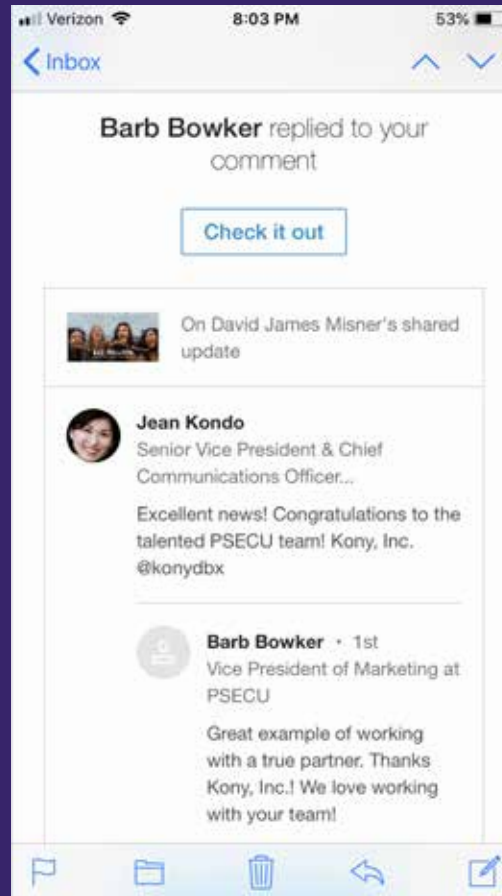 Verizon 8:03 PM 53%
Inbox
Barb Bowker replied to your
comment
Check it out
On David James Misner's shared
update
Jean Kondo
Senior Vice President & Chief
Communications Officer...
Excellent news! Congratulations to the
talented PSECU team! Kony, Inc.
@konydbx
Barb Bowker · 1st
Vice President of Marketing at
PSECU
Great example of working
with a true partner. Thanks
Kony, Inc.! We love working
with your team!